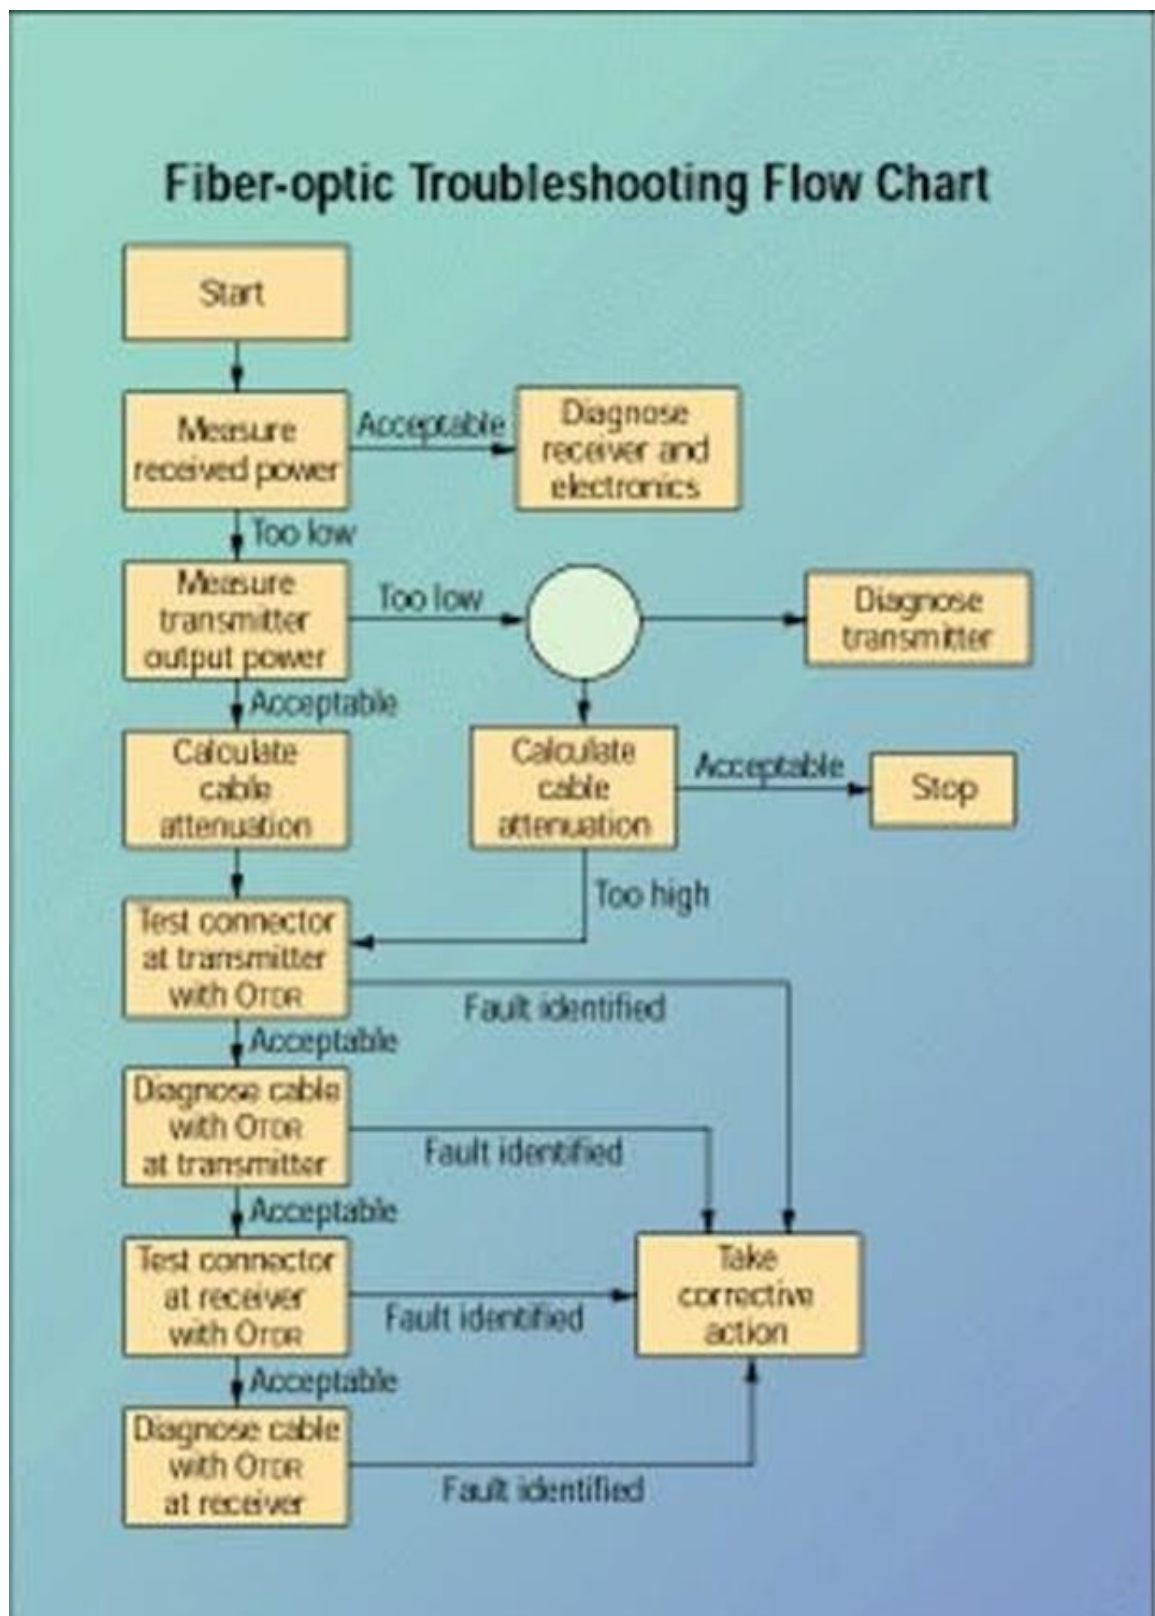 Fiber-optic Troubleshooting Flow Chart
Start
Measure
received power
Acceptable
Diagnose
receiver and
electronics
Too low
Measure
transmitter
output power
Too low
Diagnose
transmitter
Acceptable
Calculate
cable
attenuation
Calculate
cable
attenuation
Acceptable
Stop
Too high
Test connector
at transmitter
with OTDR
Fault identified
Acceptable
Diagnose cable
with OTDR
at transmitter
Fault identified
Acceptable
Test connector
at receiver
with OTDR
Fault identified
Take
corrective
action
Acceptable
Diagnose cable
with OTDR
at receiver
Fault identified